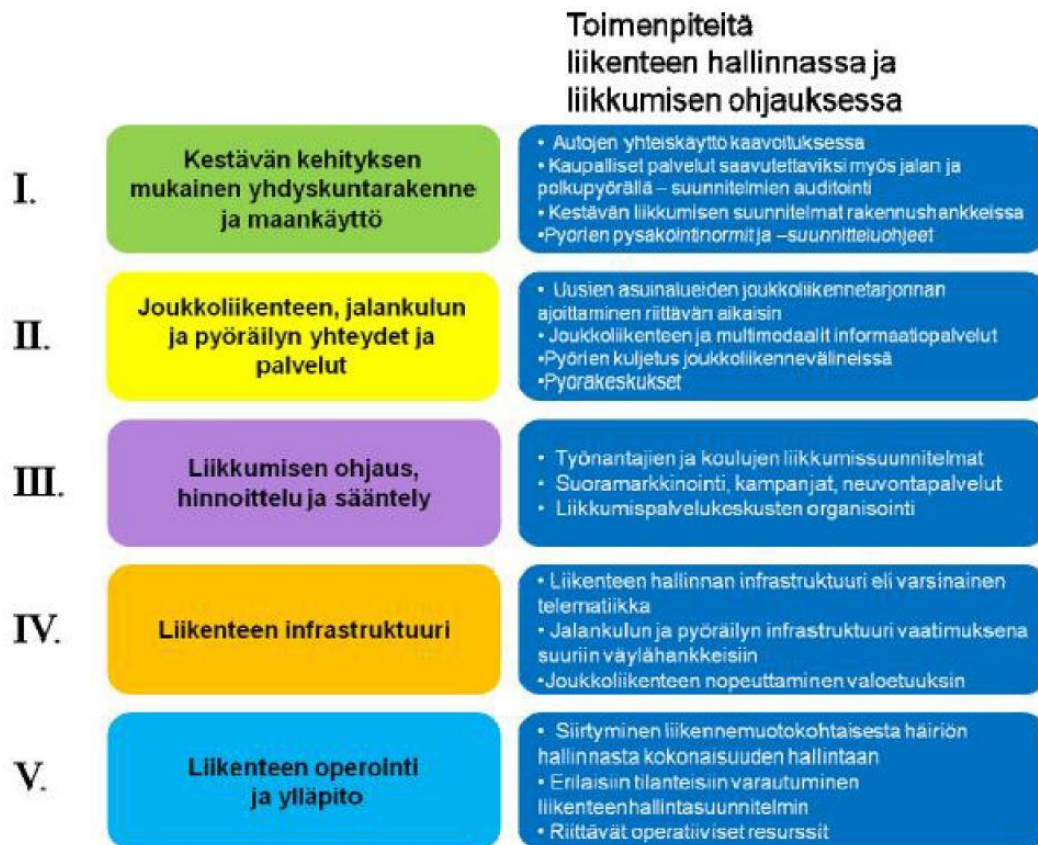 Toimenpiteitä
liikenteen hallinnassa ja
liikkumisen ohjauksessa
I.
Kestävän kehityksen
mukainen yhdyskuntarakenne
ja maankäyttö
• Autojen yhteiskäyttö kaavoituksessa
• Kaupalliset palvelut saavutettaviksi myös jalan ja
polkupyörällä – suunnitelmien auditointi
• Kestävän liikkumisen suunnitelmat rakennushankkeissa
•Pyörien pysäköintinormit ja –suunnitteluohjeet
II.
Joukkoliikenteen, jalankulun
ja pyöräilyn yhteydet ja
palvelut
• Uusien asuinalueiden joukkoliikennetarjonnan
ajoittaminen riittävän aikaisin
• Joukkoliikenteen ja multimodaalit informaatiopalvelut
•Pyörien kuljetus joukkoliikennevälineissä
•Pyöräkeskukset
III.
Liikkumisen ohjaus,
hinnoittelu ja sääntely
• Työnantajien ja koulujen liikkumissuunnitelmat
• Suoramarkkinointi, kampanjat, neuvontapalvelut
• Liikkumispalvelukeskusten organisointi
IV.
Liikenteen infrastruktuuri
• Liikenteen hallinnan infrastruktuuri eli varsinainen
telematiikka
• Jalankulun ja pyöräilyn infrastruktuuri vaatimuksena
suuriin väylähankkeisiin
•Joukkoliikenteen nopeuttaminen valoetuuksin
V.
Liikenteen operointi
ja ylläpito
• Siirtyminen liikennemuotokohtaisesta häiriön
hallinnasta kokonaisuuden hallintaan
• Erilaisiin tilanteisiin varautuminen
liikenteenhallintasuunnitelmin
• Riittävät operatiiviset resurssit